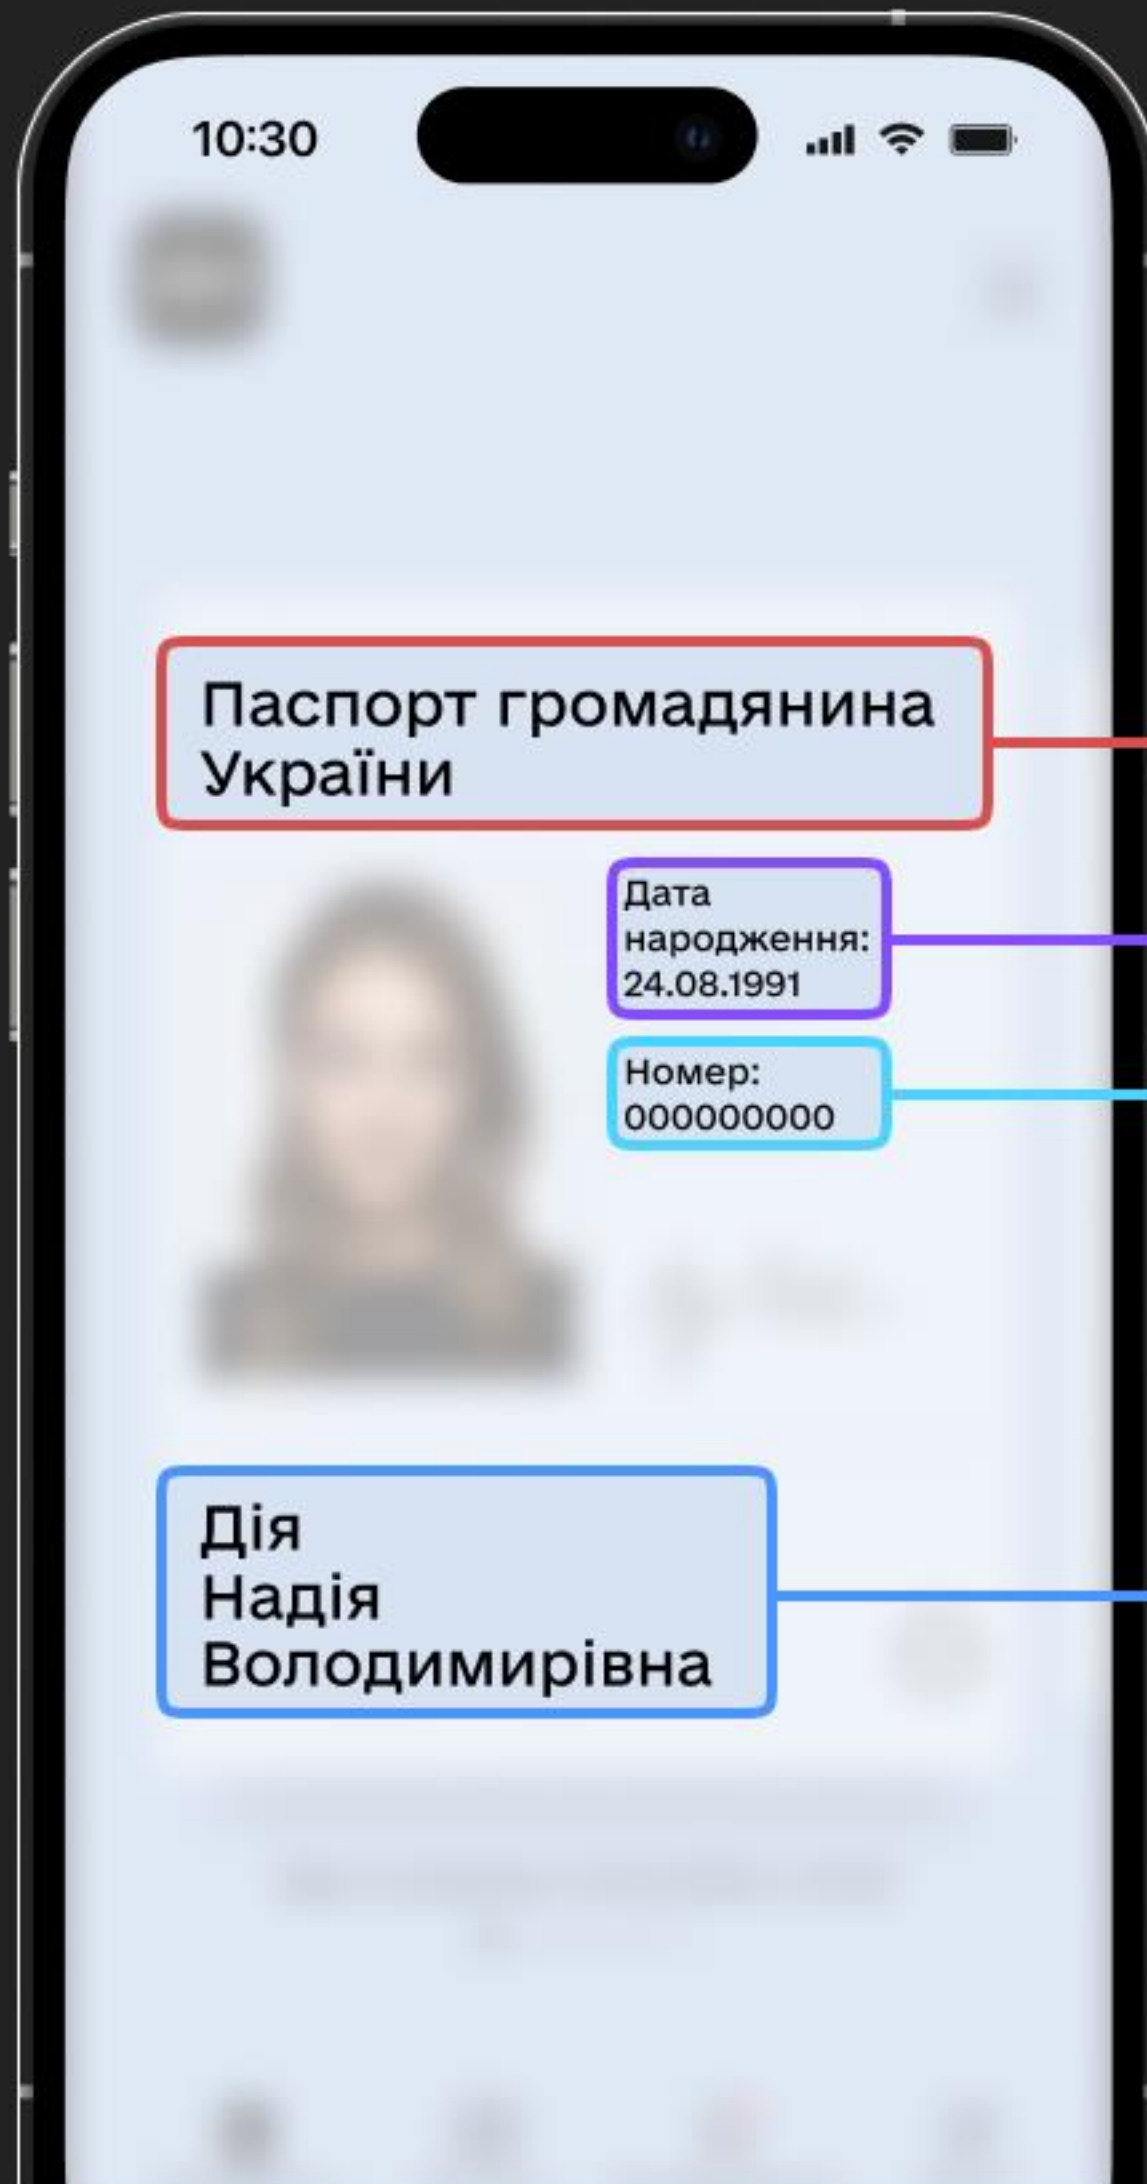 10:30
Паспорт громадянина
України
Дата
народження:
24.08.1991
Номер:
000000000
Дія
Надія
Володимирівна